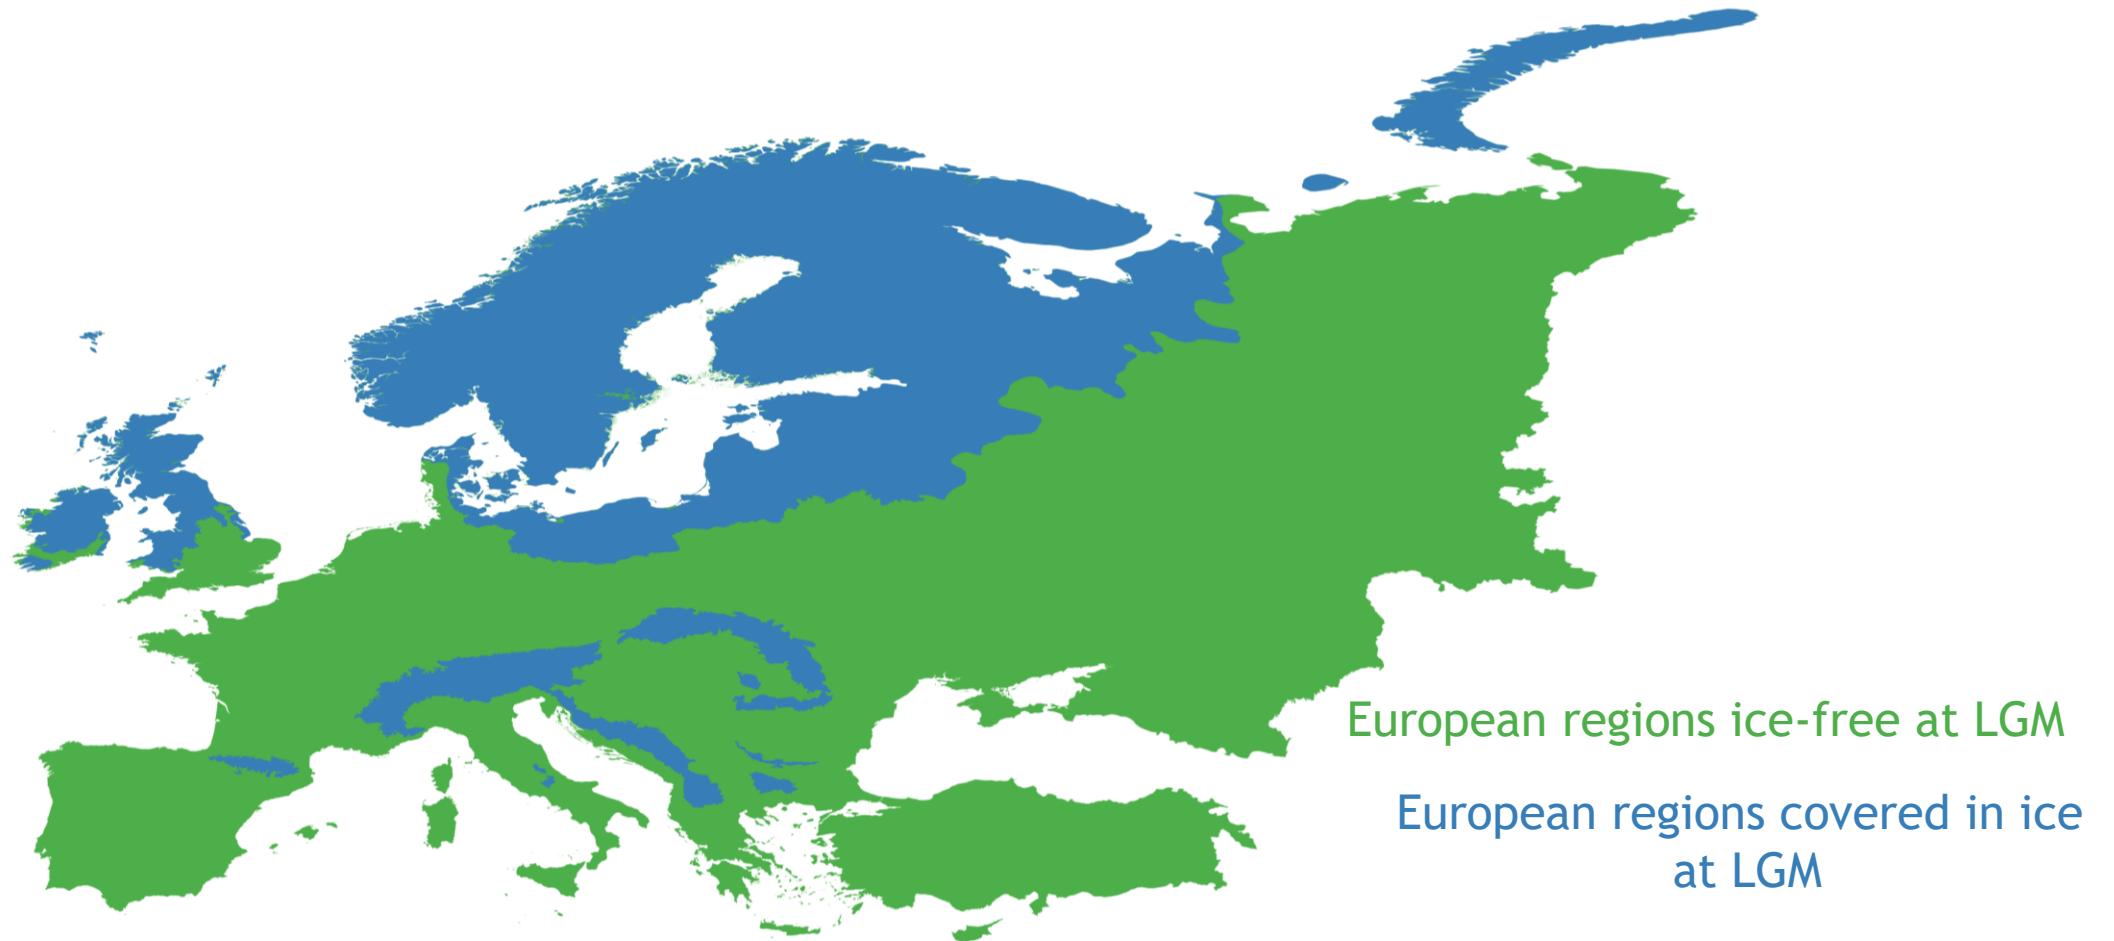 European regions ice-free at LGM
European regions covered in ice
at LGM